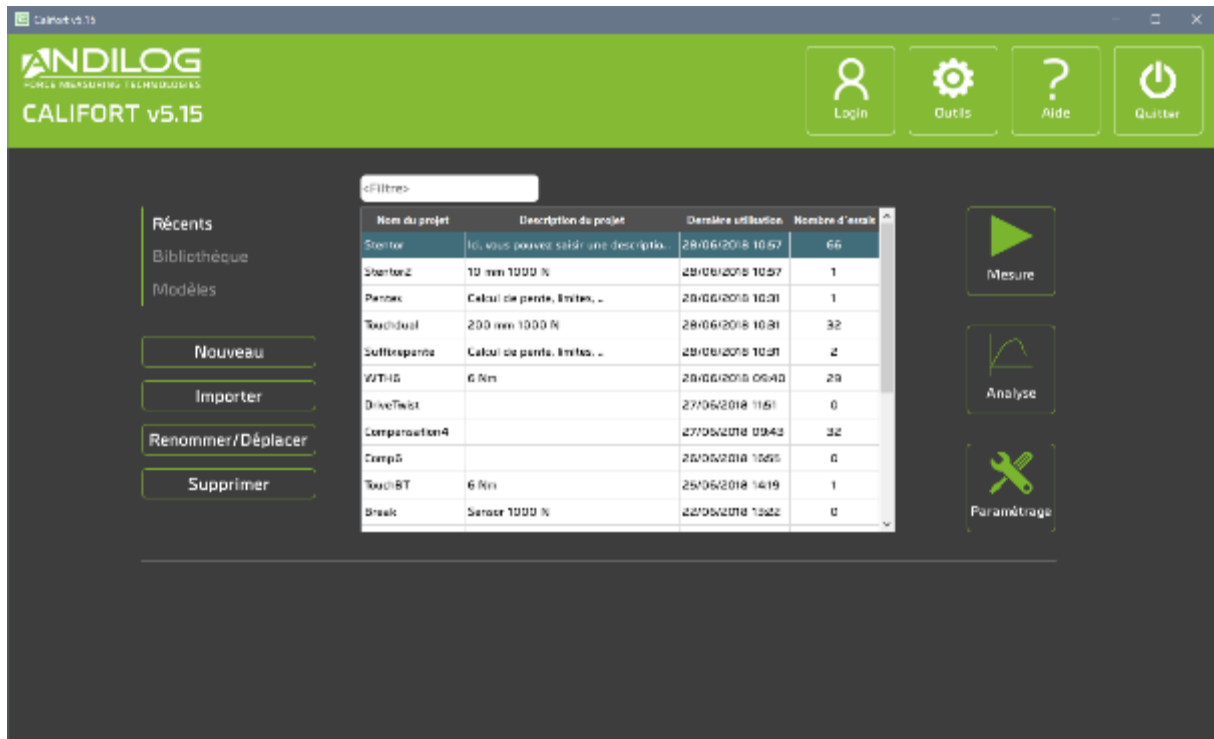 Califort v5.15
ANDILOG
FORCE MEASURING TECHNOLOGIES
CALIFORT v5.15
Login
Outils
Aide
Quitter
<Filtre>
Récents
Bibliothéque
Modèles
Nouveau
Importer
Renommer/Déplacer
Supprimer
Nom du projet Description du projet Dernière utilisation Nombre d'essais
Stentor Ici, vous pouvez saisir une descriptio... 28/06/2018 10:57 66
Stentor2 10 mm 1000 N 28/06/2018 10:57 1
Pentes Calcul de pente, limites, ... 28/06/2018 10:31 1
Touchdual 200 mm 1000 N 28/06/2018 10:31 32
Suffixepente Calcul de pente, limites, ... 28/06/2018 10:31 2
WTH6 6 Nm 28/06/2018 09:40 29
DriveTwist 27/06/2018 11:51 0
Compensation4 27/06/2018 09:43 32
Comp6 0
TouchBT 6 Nm 25/06/2018 14:19 1
Break Sensor 1000 N 0
Mesure
Analyse
Paramètrage